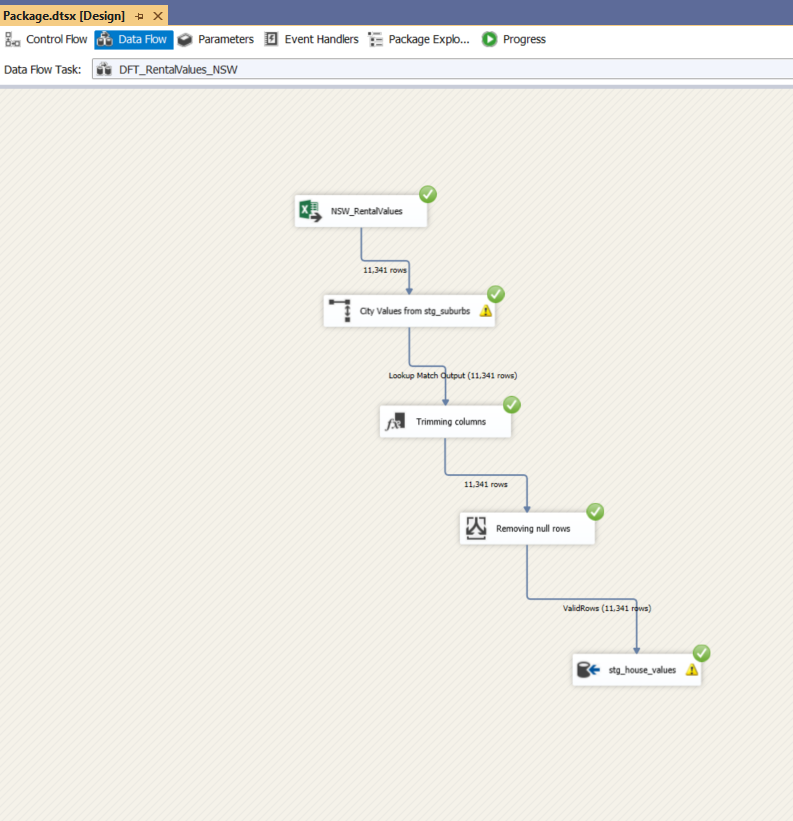 Package.dtsx [Design]
Control Flow Data Flow Parameters Event Handlers Package Explo... Progress
Data Flow Task: DFT_RentalValues_NSW
NSW_RentalValues
11,341 rows
City Values from stg_suburbs
Lookup Match Output (11,341 rows)
Trimming columns
11,341 rows
Removing null rows
ValidRows (11,341 rows)
stg_house_values